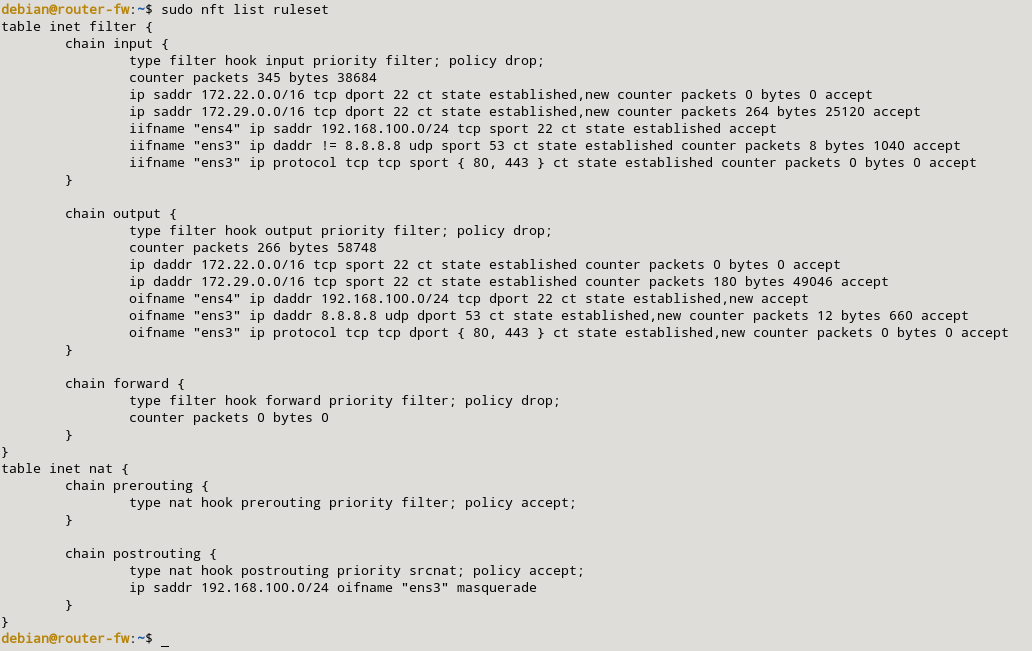 debian@router-fw:~$ sudo nft list ruleset
table inet filter {
        chain input {
                type filter hook input priority filter; policy drop;
                counter packets 345 bytes 38684
                ip saddr 172.22.0.0/16 tcp dport 22 ct state established,new counter packets 0 bytes 0 accept
                ip saddr 172.29.0.0/16 tcp dport 22 ct state established,new counter packets 264 bytes 25120 accept
                iifname "ens4" ip saddr 192.168.100.0/24 tcp sport 22 ct state established accept
                iifname "ens3" ip daddr != 8.8.8.8 udp sport 53 ct state established counter packets 8 bytes 1040 accept
                iifname "ens3" ip protocol tcp tcp sport { 80, 443 } ct state established counter packets 0 bytes 0 accept
        }

        chain output {
                type filter hook output priority filter; policy drop;
                counter packets 266 bytes 58748
                ip daddr 172.22.0.0/16 tcp sport 22 ct state established counter packets 0 bytes 0 accept
                ip daddr 172.29.0.0/16 tcp sport 22 ct state established counter packets 180 bytes 49046 accept
                oifname "ens4" ip daddr 192.168.100.0/24 tcp dport 22 ct state established,new accept
                oifname "ens3" ip daddr 8.8.8.8 udp dport 53 ct state established,new counter packets 12 bytes 660 accept
                oifname "ens3" ip protocol tcp tcp dport { 80, 443 } ct state established,new counter packets 0 bytes 0 accept
        }

        chain forward {
                type filter hook forward priority filter; policy drop;
                counter packets 0 bytes 0
        }
}
table inet nat {
        chain prerouting {
                type nat hook prerouting priority filter; policy accept;
        }

        chain postrouting {
                type nat hook postrouting priority srcnat; policy accept;
                ip saddr 192.168.100.0/24 oifname "ens3" masquerade
        }
}
debian@router-fw:~$ _